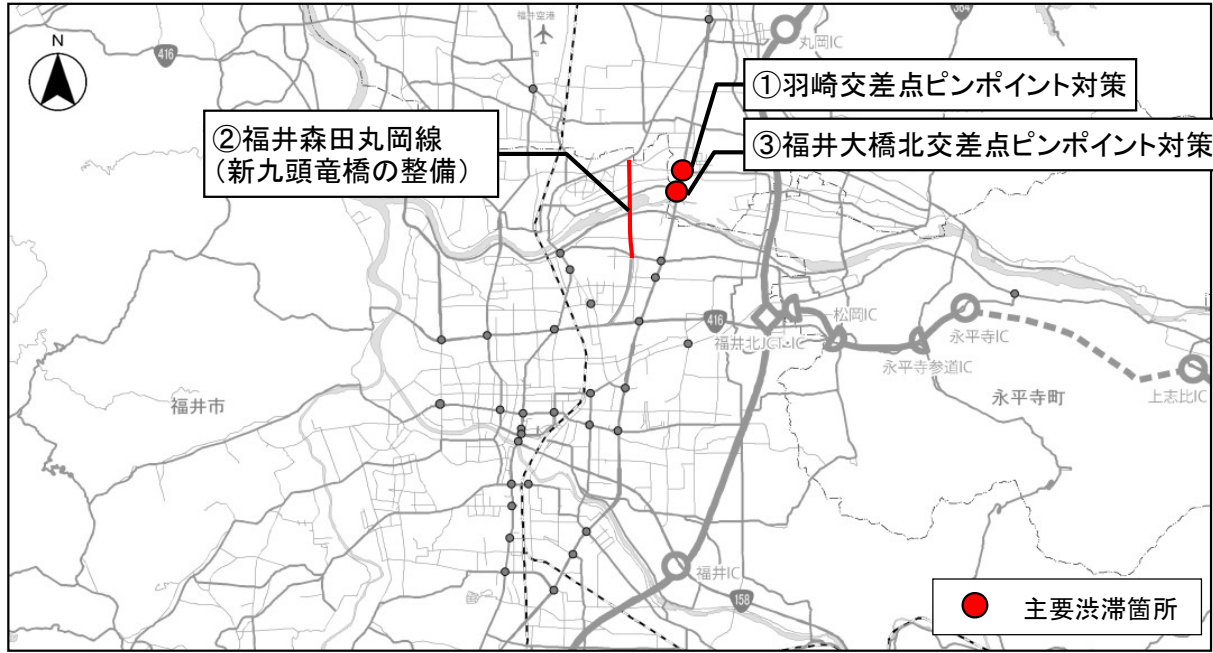 N
416
福井空港
364
丸岡IC
①羽崎交差点ピンポイント対策
②福井森田丸岡線
（新九頭竜橋の整備）
③福井大橋北交差点ピンポイント対策
416
松岡IC
福井北JCT・IC
永平寺IC
永平寺参道IC
福井市
永平寺町
上志比IC
福井IC
158
主要渋滞箇所